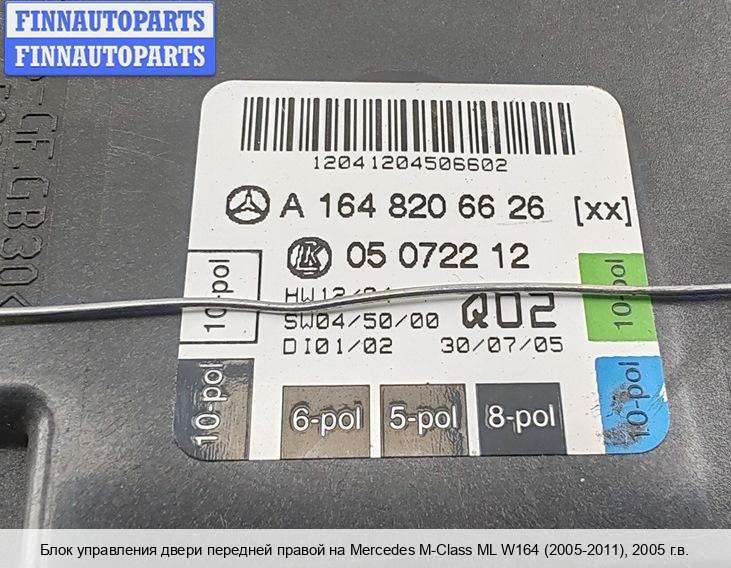 FINNAUTOPARTS
FINNAUTOPARTS
12041204506602
A 164 820 66 26 [xx]
LK 05 0722 12
10-pol
10-pol
HW12/
SW04/50/00 Q02
DI01/02 30/07/05
10-pol
6-pol 5-pol 8-pol
10-pol
Блок управления двери передней правой на Mercedes M-Class ML W164 (2005-2011), 2005 г.в.